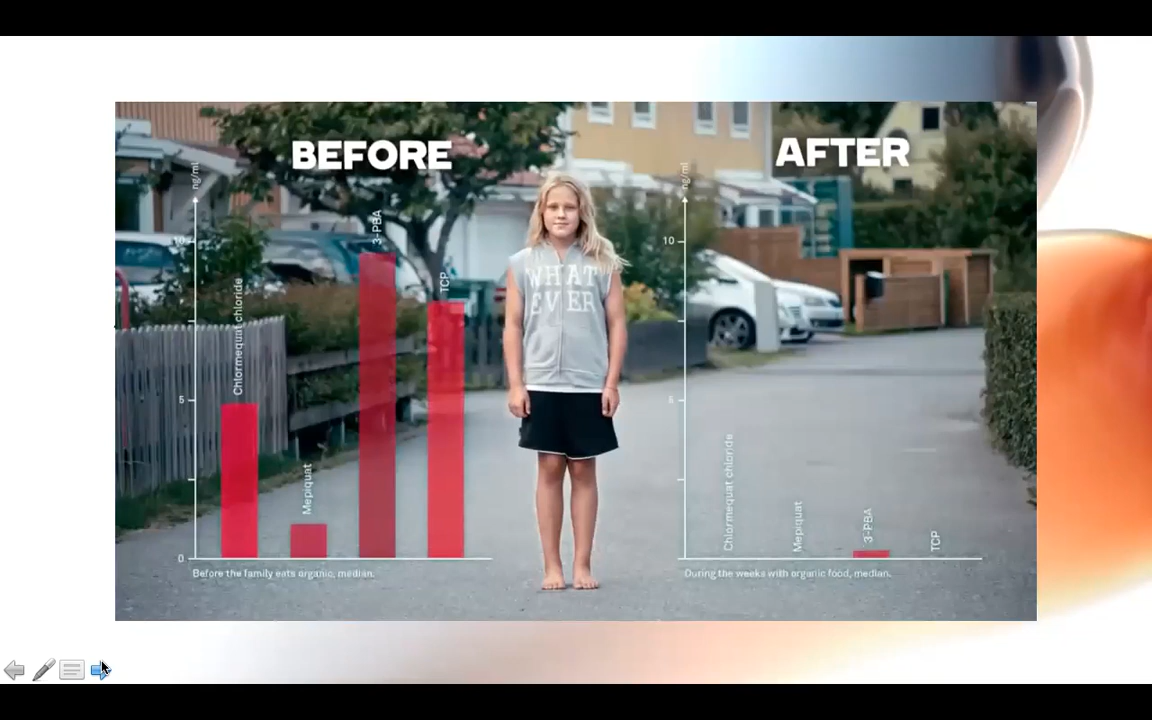 BEFORE
AFTER
ng/ml
ng/ml
10
5
0
Chlormequat chloride
Mepiquat
3-PBA
TCP
WHAT
EVER
10
5
Chlormequat chloride
Mepiquat
3-PBA
TCP
Before the family eats organic, median.
During the weeks with organic food, median.